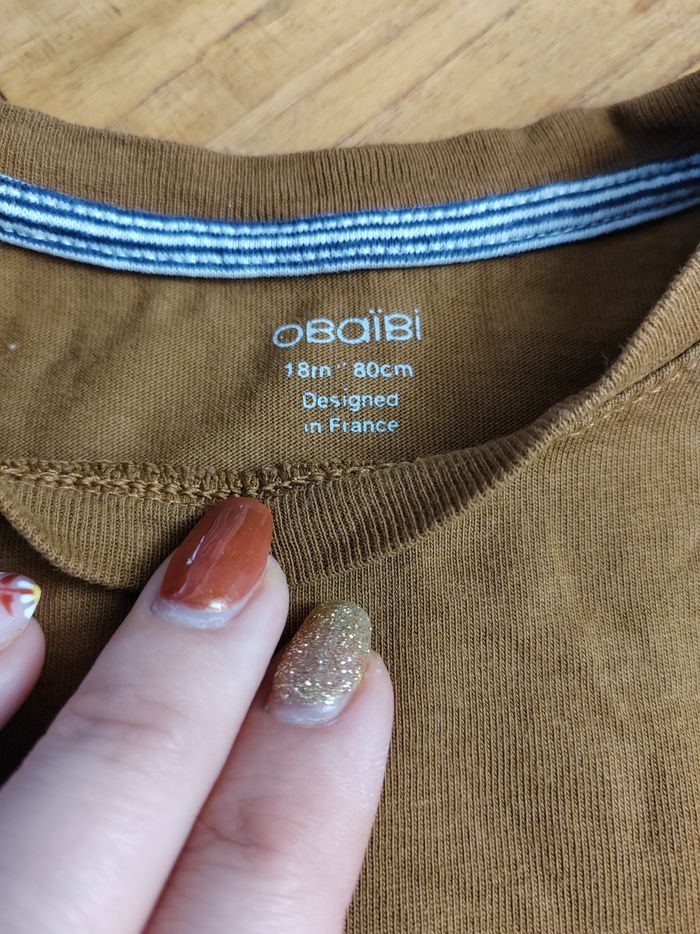 oBaïBi
18m - 80cm
Designed
in France